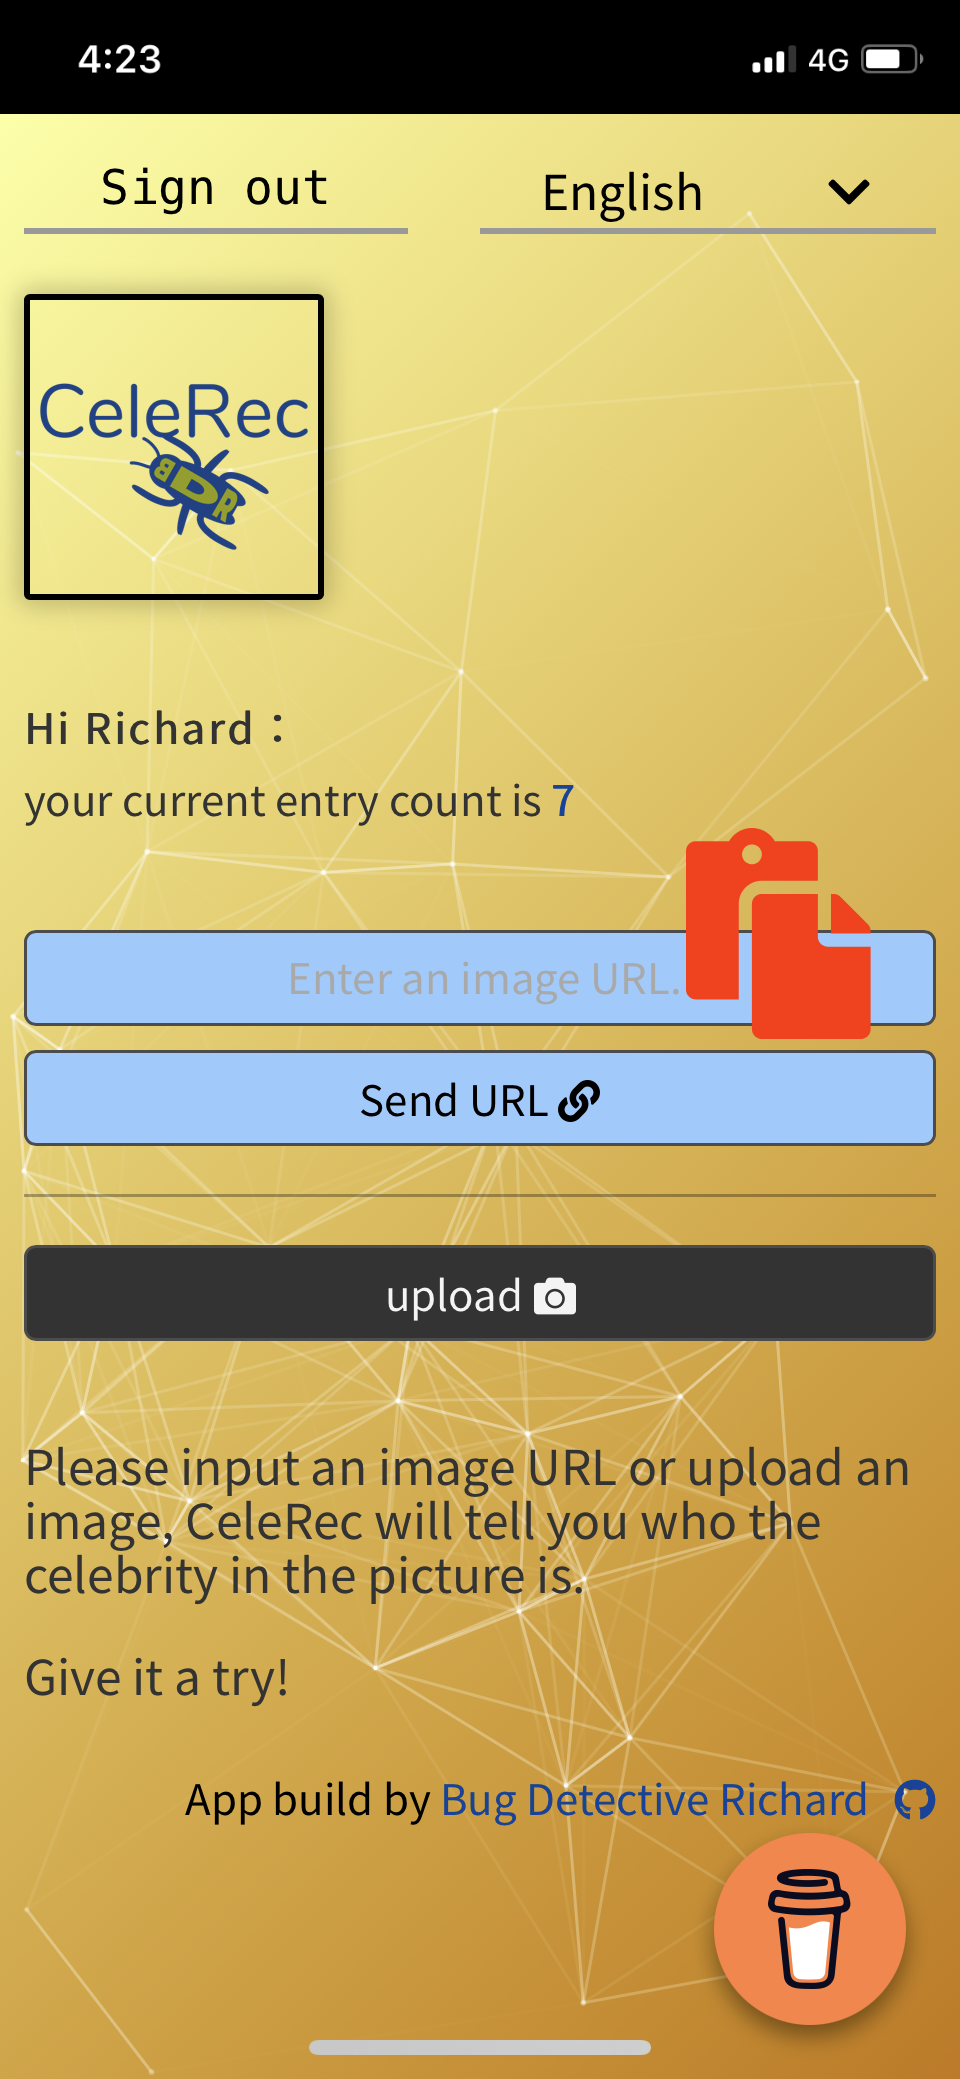 4:23
4G
Sign out
English
CeleRec
BDR
Hi Richard：
your current entry count is 7
Enter an image URL.
Send URL
upload
Please input an image URL or upload an
image, CeleRec will tell you who the
celebrity in the picture is.
Give it a try!
App build by Bug Detective Richard